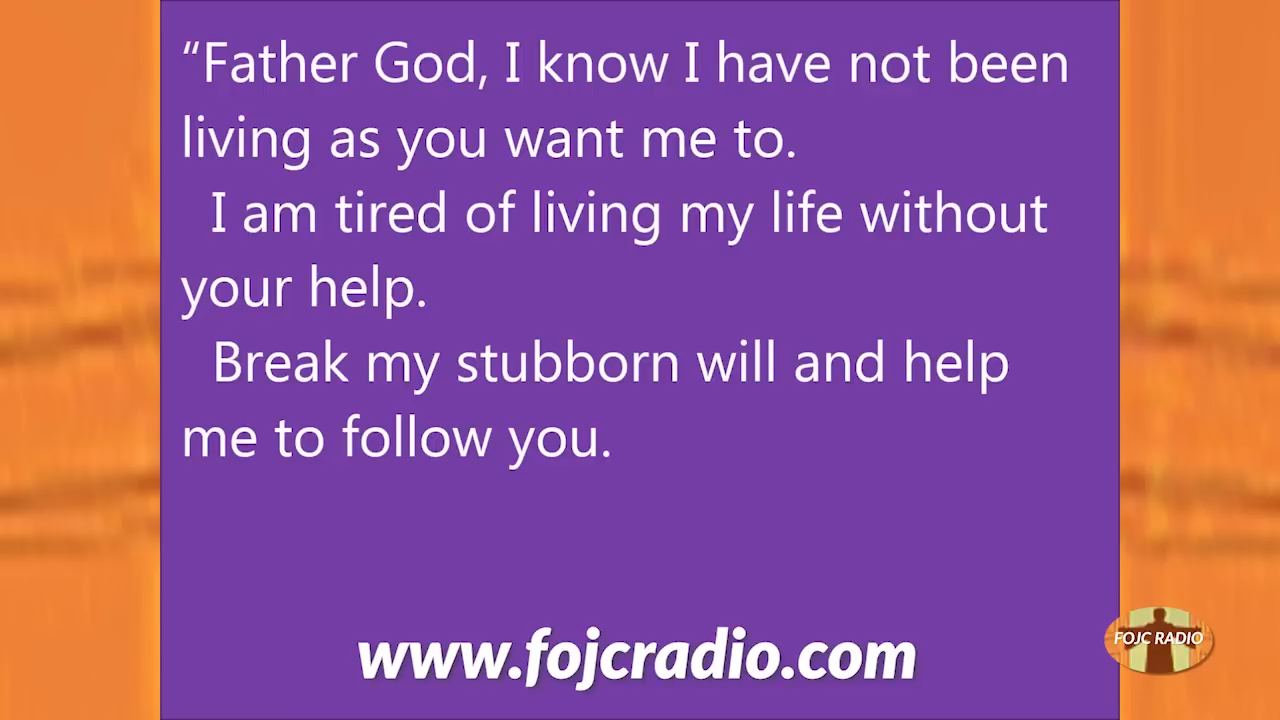 “Father God, I know I have not been
living as you want me to.
I am tired of living my life without
your help.
Break my stubborn will and help
me to follow you.
www.fojcradio.com
FOJC RADIO